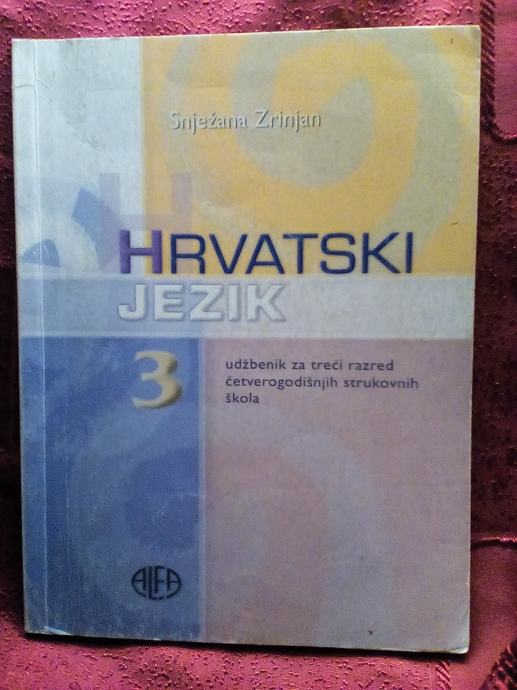 Snježana Zrinjan
HRVATSKI
JEZIK
3
udžbenik za treći razred
četverogodišnjih strukovnih
škola
ALFA